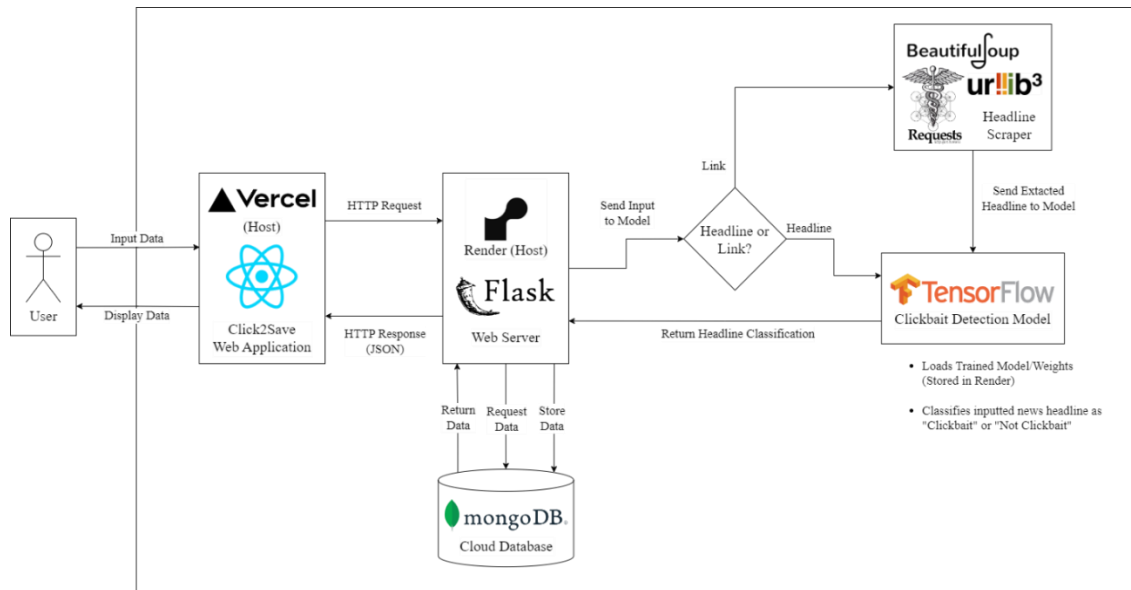 User
Input Data
Display Data
Vercel
(Host)
Click2Save
Web Application
HTTP Request
HTTP Response
(JSON)
Render (Host)
Flask
Web Server
Return
Data
Request
Data
Store
Data
mongoDB
Cloud Database
Send Input
to Model
Headline or
Link?
Link
Headline
BeautifulSoup
urllib3
Requests
Headline
Scraper
Send Extacted
Headline to Model
TensorFlow
Clickbait Detection Model
Return Headline Classification
• Loads Trained Model/Weights
(Stored in Render)
• Classifies inputted news headline as
"Clickbait" or "Not Clickbait"